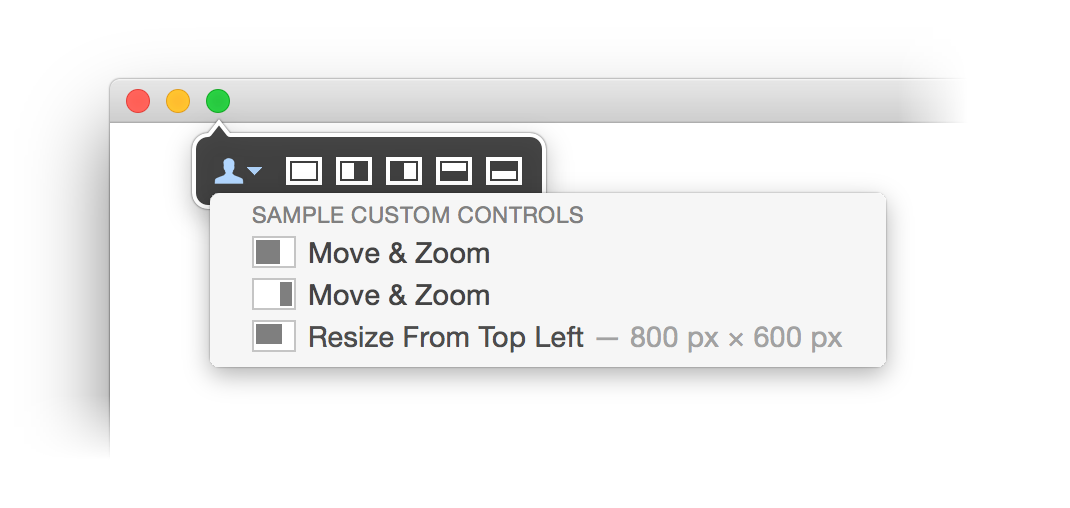 SAMPLE CUSTOM CONTROLS
Move & Zoom
Move & Zoom
Resize From Top Left — 800 px × 600 px